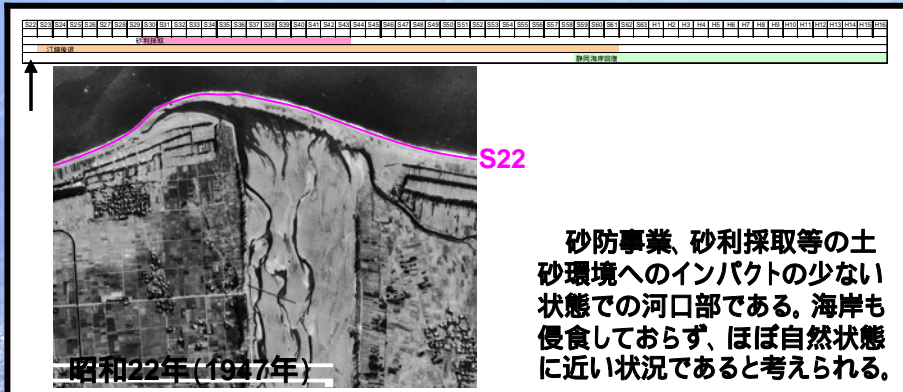 S22 S23 S24 S25 S26 S27 S28 S29 S30 S31 S32 S33 S34 S35 S36 S37 S38 S39 S40 S41 S42 S43 S44 S45 S46 S47 S48 S49 S50 S51 S52 S53 S54 S55 S56 S57 S58 S59 S60 S61 S62 S63 H1 H2 H3 H4 H5 H6 H7 H8 H9 H10 H11 H12 H13 H14 H15 H16
砂利採取
汀線後退
静岡海岸回復
S22
砂防事業、砂利採取等の土
砂環境へのインパクトの少ない
状態での河口部である。海岸も
侵食しておらず、ほぼ自然状態
に近い状況であると考えられる。
昭和22年(1947年)